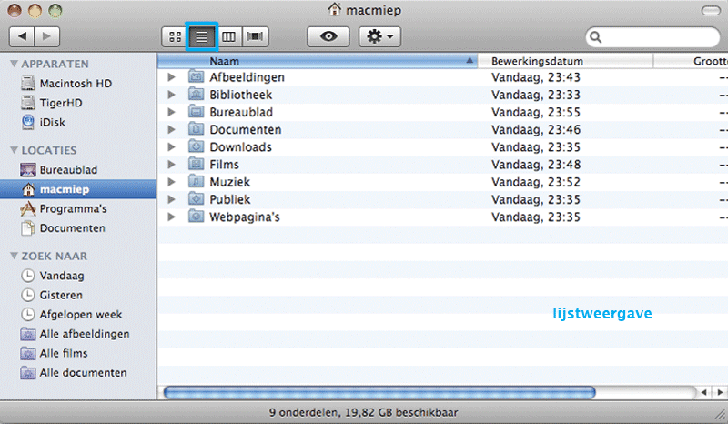 macmiep
APPARATEN
Macintosh HD
TigerHD
iDisk
LOCATIES
Bureaublad
macmiep
Programma's
Documenten
ZOEK NAAR
Vandaag
Gisteren
Afgelopen week
Alle afbeeldingen
Alle films
Alle documenten
Naam Bewerkingsdatum Grootte
Afbeeldingen Vandaag, 23:43 --
Bibliotheek Vandaag, 23:33 --
Bureaublad Vandaag, 23:55 --
Documenten Vandaag, 23:46 --
Downloads Vandaag, 23:35 --
Films Vandaag, 23:48 --
Muziek Vandaag, 23:52 --
Publiek Vandaag, 23:35 --
Webpagina's Vandaag, 23:35 --
lijstweergave
9 onderdelen, 19,82 GB beschikbaar